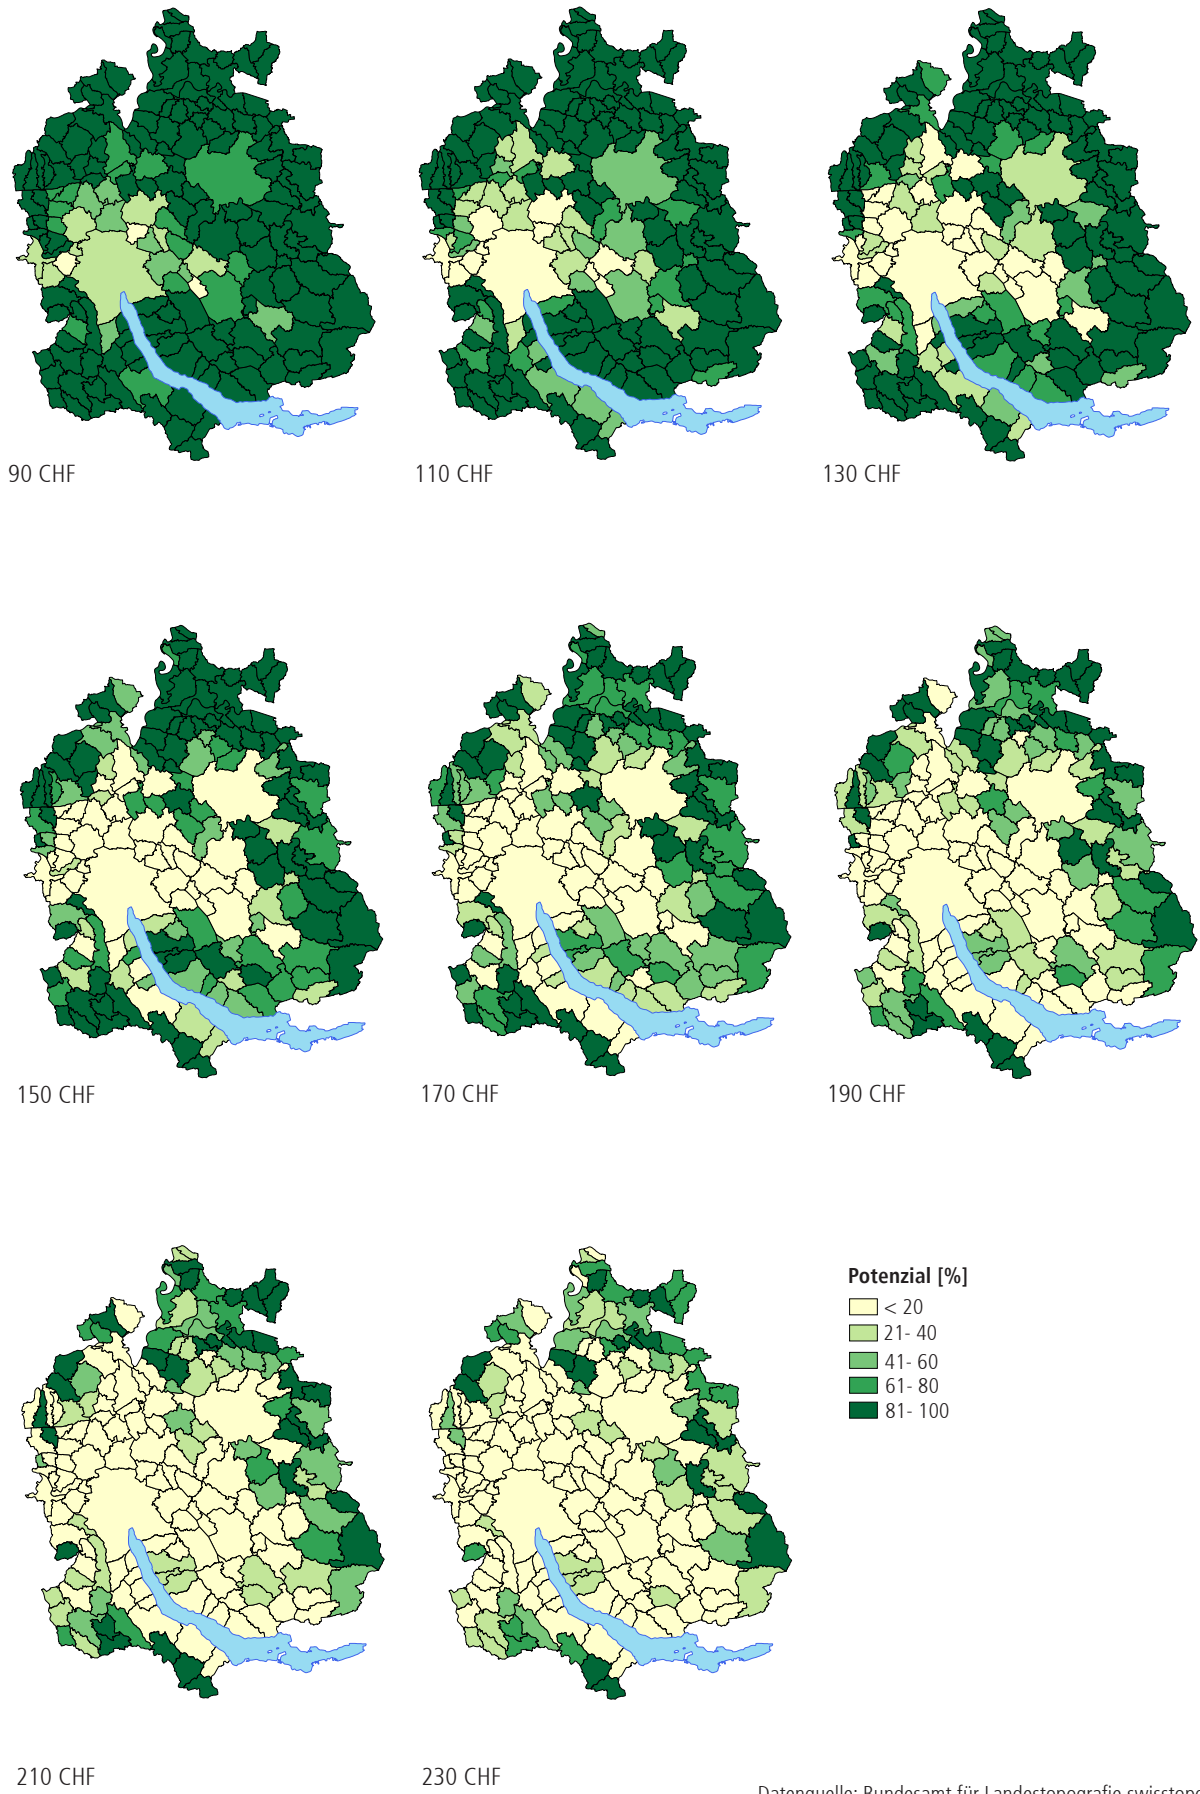 90 CHF
110 CHF
130 CHF
150 CHF
170 CHF
190 CHF
Potenzial [%]
< 20
21- 40
41- 60
61- 80
81- 100
210 CHF
230 CHF
Datenquelle: Bundesamt für Landestopografie swisstopo